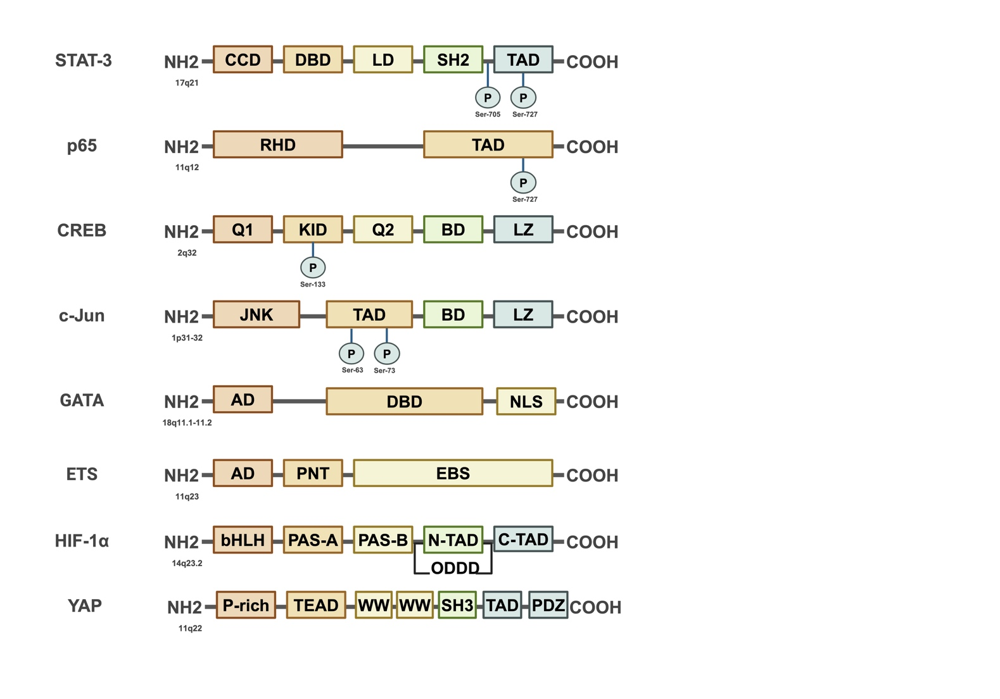 STAT-3 NH2 CCD DBD LD SH2 TAD COOH
17q21
P P
Ser-705 Ser-727
p65 NH2 RHD TAD COOH
11q12
P
Ser-727
CREB NH2 Q1 KID Q2 BD LZ COOH
2q32
P
Ser-133
c-Jun NH2 JNK TAD BD LZ COOH
1p31-32
P P
Ser-63 Ser-73
GATA NH2 AD DBD NLS COOH
18q11.1-11.2
ETS NH2 AD PNT EBS COOH
11q23
HIF-1α NH2 bHLH PAS-A PAS-B N-TAD C-TAD COOH
14q23.2
ODDD
YAP NH2 P-rich TEAD WW WW SH3 TAD PDZ COOH
11q22